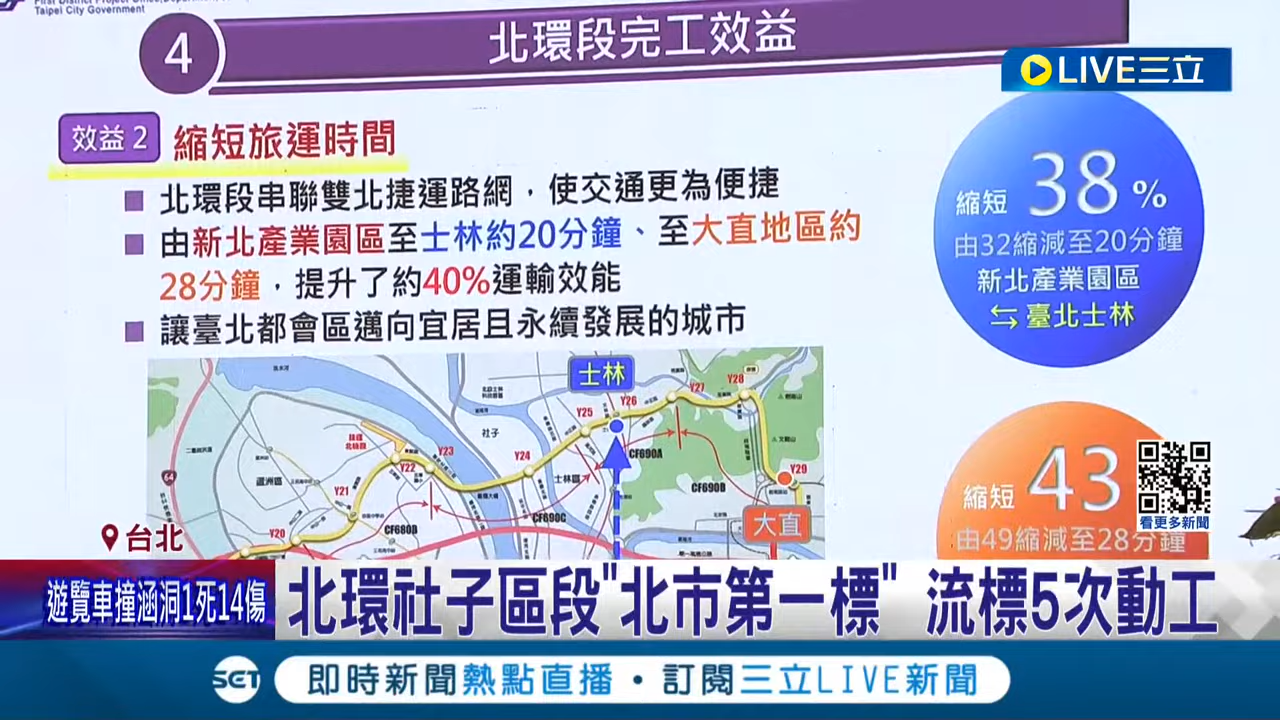 Taipei City Government
4
北環段完工效益
LIVE三立
效益 2
縮短旅運時間
北環段串聯雙北捷運路網，使交通更為便捷
由新北產業園區至士林約20分鐘、至大直地區約
28分鐘，提升了約40%運輸效能
讓臺北都會區邁向宜居且永續發展的城市
縮短 38 %
由32縮減至20分鐘
新北產業園區
⇆ 臺北士林
縮短 43
由49縮減至28分鐘
看更多新聞
士林
Y28
Y27
Y26
Y25
社子
Y24
Y23
Y22
Y21
Y20
Y29
士林區
蘆洲區
CF690A
CF690B
CF690C
CF680B
64
大直
台北
遊覽車撞涵洞1死14傷
北環社子區段"北市第一標" 流標5次動工
SET
即時新聞熱點直播・訂閱三立LIVE新聞